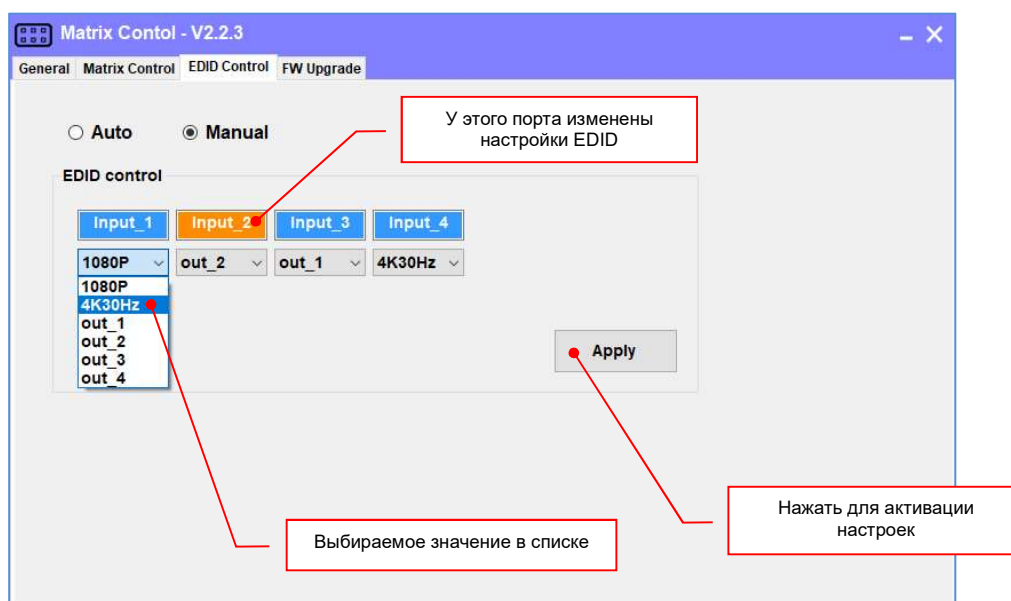 Matrix Contol - V2.2.3
General Matrix Control EDID Control FW Upgrade
У этого порта изменены
настройки EDID
Auto Manual
EDID control
Input_1 Input_2 Input_3 Input_4
1080P out_2 out_1 4K30Hz
1080P
4K30Hz
out_1
out_2
out_3
out_4
Apply
Нажать для активации
настроек
Выбираемое значение в списке